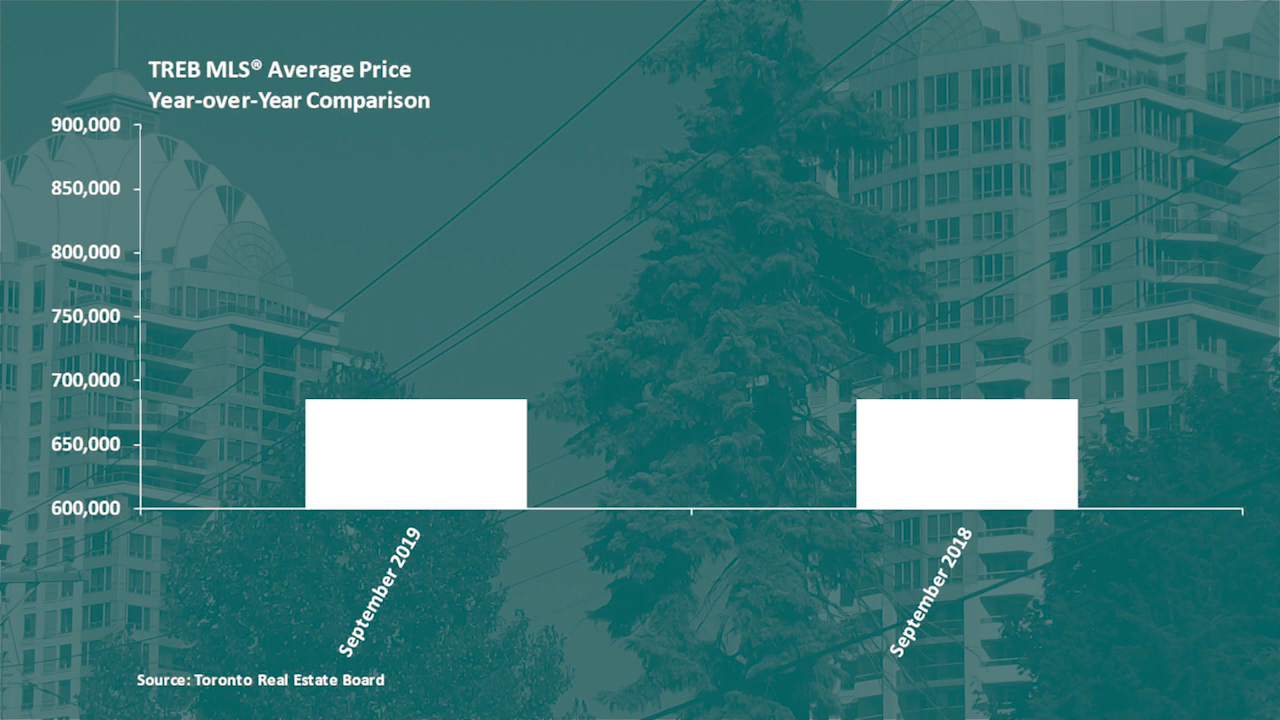 TREB MLS® Average Price
Year-over-Year Comparison
900,000
850,000
800,000
750,000
700,000
650,000
600,000
September 2019
September 2018
Source: Toronto Real Estate Board